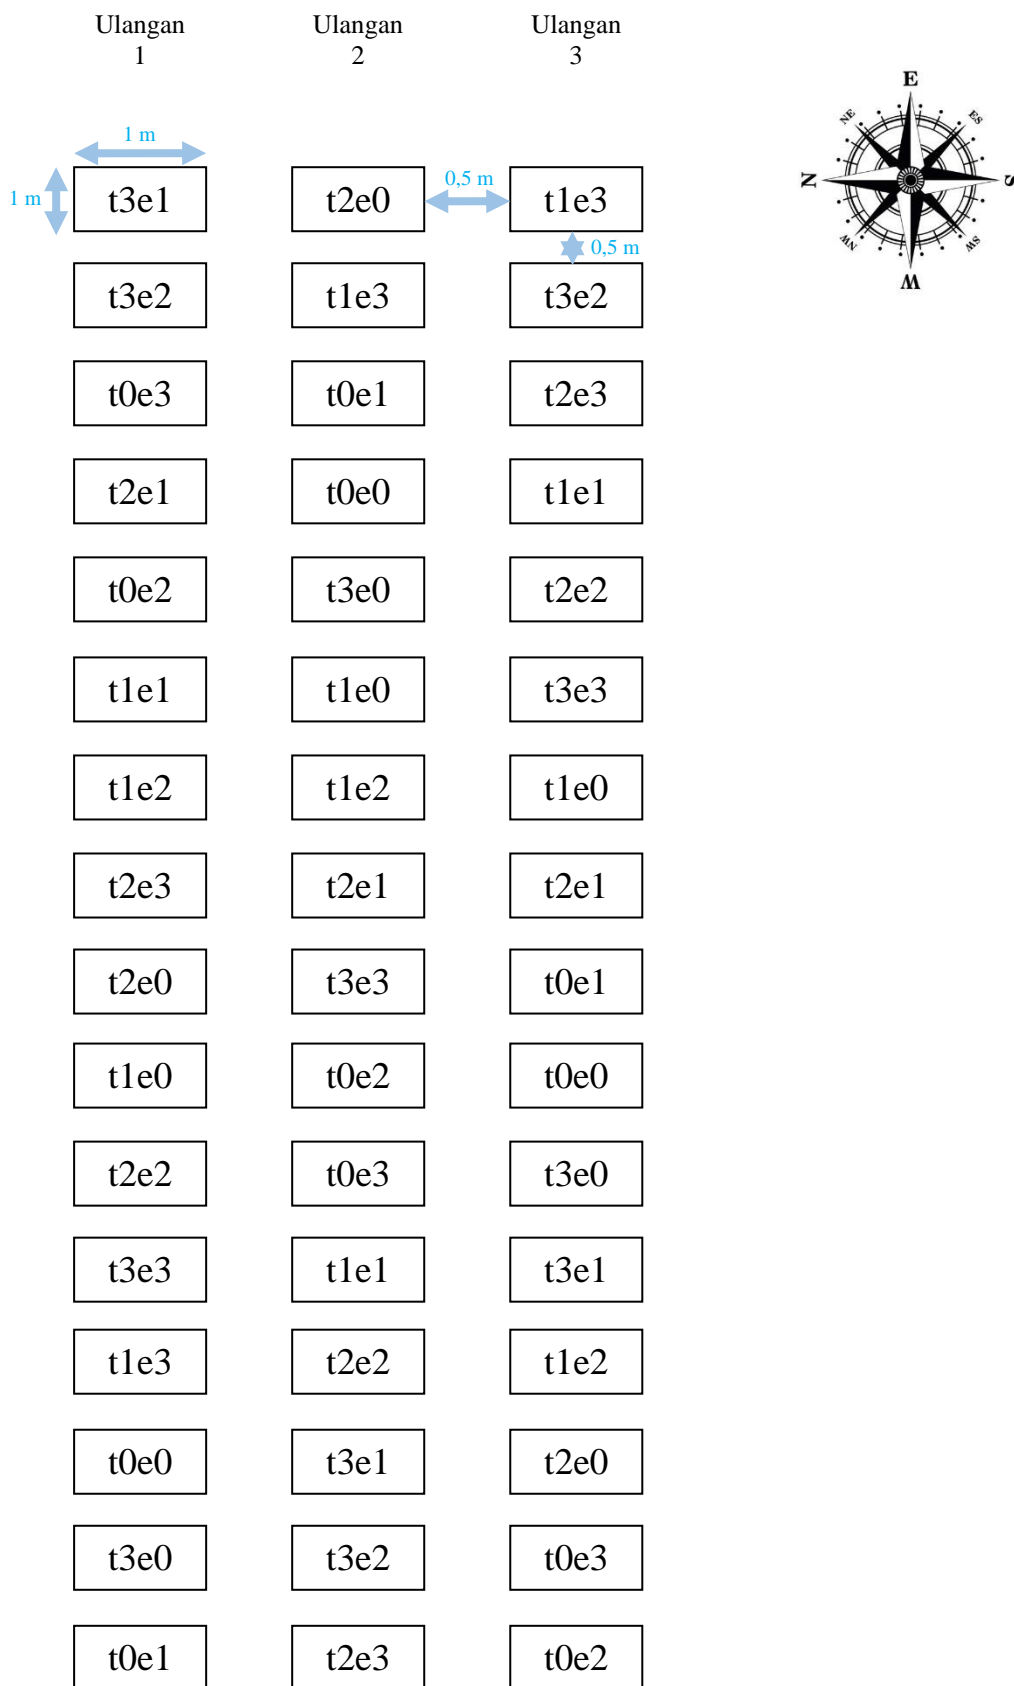 Ulangan Ulangan Ulangan
1 2 3
E
NE ES
1 m
1 m t3e1 t2e0 0,5 m t1e3
N S
0,5 m
NW SW
t3e2 t1e3 t3e2
W
t0e3 t0e1 t2e3
t2e1 t0e0 t1e1
t0e2 t3e0 t2e2
t1e1 t1e0 t3e3
t1e2 t1e2 t1e0
t2e3 t2e1 t2e1
t2e0 t3e3 t0e1
t1e0 t0e2 t0e0
t2e2 t0e3 t3e0
t3e3 t1e1 t3e1
t1e3 t2e2 t1e2
t0e0 t3e1 t2e0
t3e0 t3e2 t0e3
t0e1 t2e3 t0e2